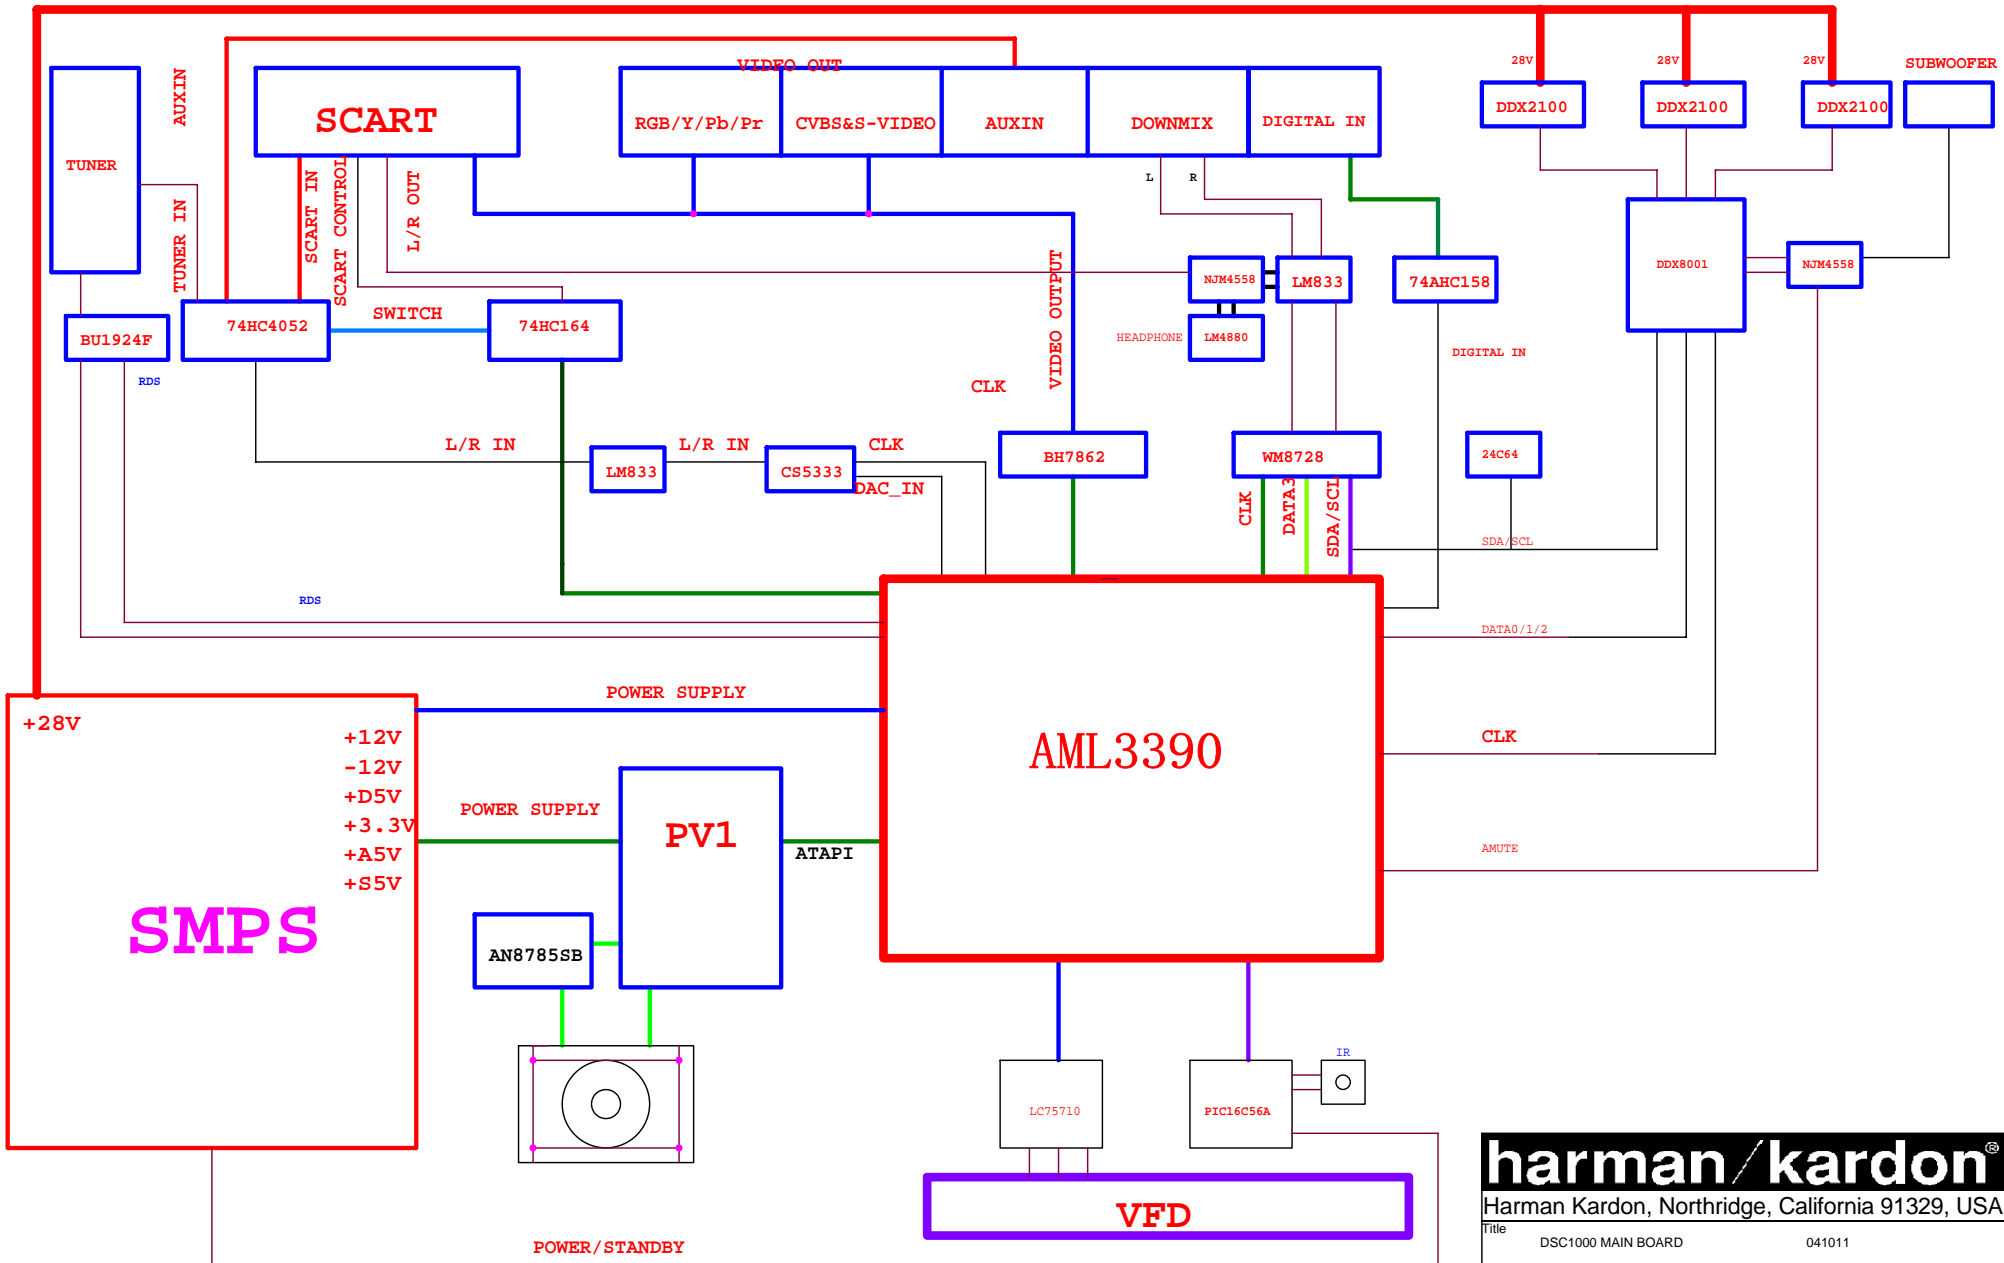 VIDEO OUT
28V
28V
28V
SUBWOOFER
AUXIN
TUNER
SCART
RGB/Y/Pb/Pr
CVBS&S-VIDEO
AUXIN
DOWNMIX
DIGITAL IN
DDX2100
DDX2100
DDX2100
L
R
TUNER IN
SCART IN
SCART CONTROL
L/R OUT
VIDEO OUTPUT
NJM4558
LM833
74AHC158
DDX8001
NJM4558
BU1924F
74HC4052
SWITCH
74HC164
HEADPHONE
LM4880
DIGITAL IN
RDS
CLK
L/R IN
LM833
L/R IN
CS5333
CLK
DAC_IN
BH7862
WM8728
24C64
CLK
DATA3
SDA/SCL
SDA/SCL
RDS
DATA0/1/2
POWER SUPPLY
+28V
+12V
-12V
+D5V
+3.3V
+A5V
+S5V
SMPS
POWER SUPPLY
PV1
ATAPI
AML3390
CLK
AMUTE
AN8785SB
IR
LC75710
PIC16C56A
VFD
POWER/STANDBY
harman/kardon®
Harman Kardon, Northridge, California 91329, USA
Title
DSC1000 MAIN BOARD 041011